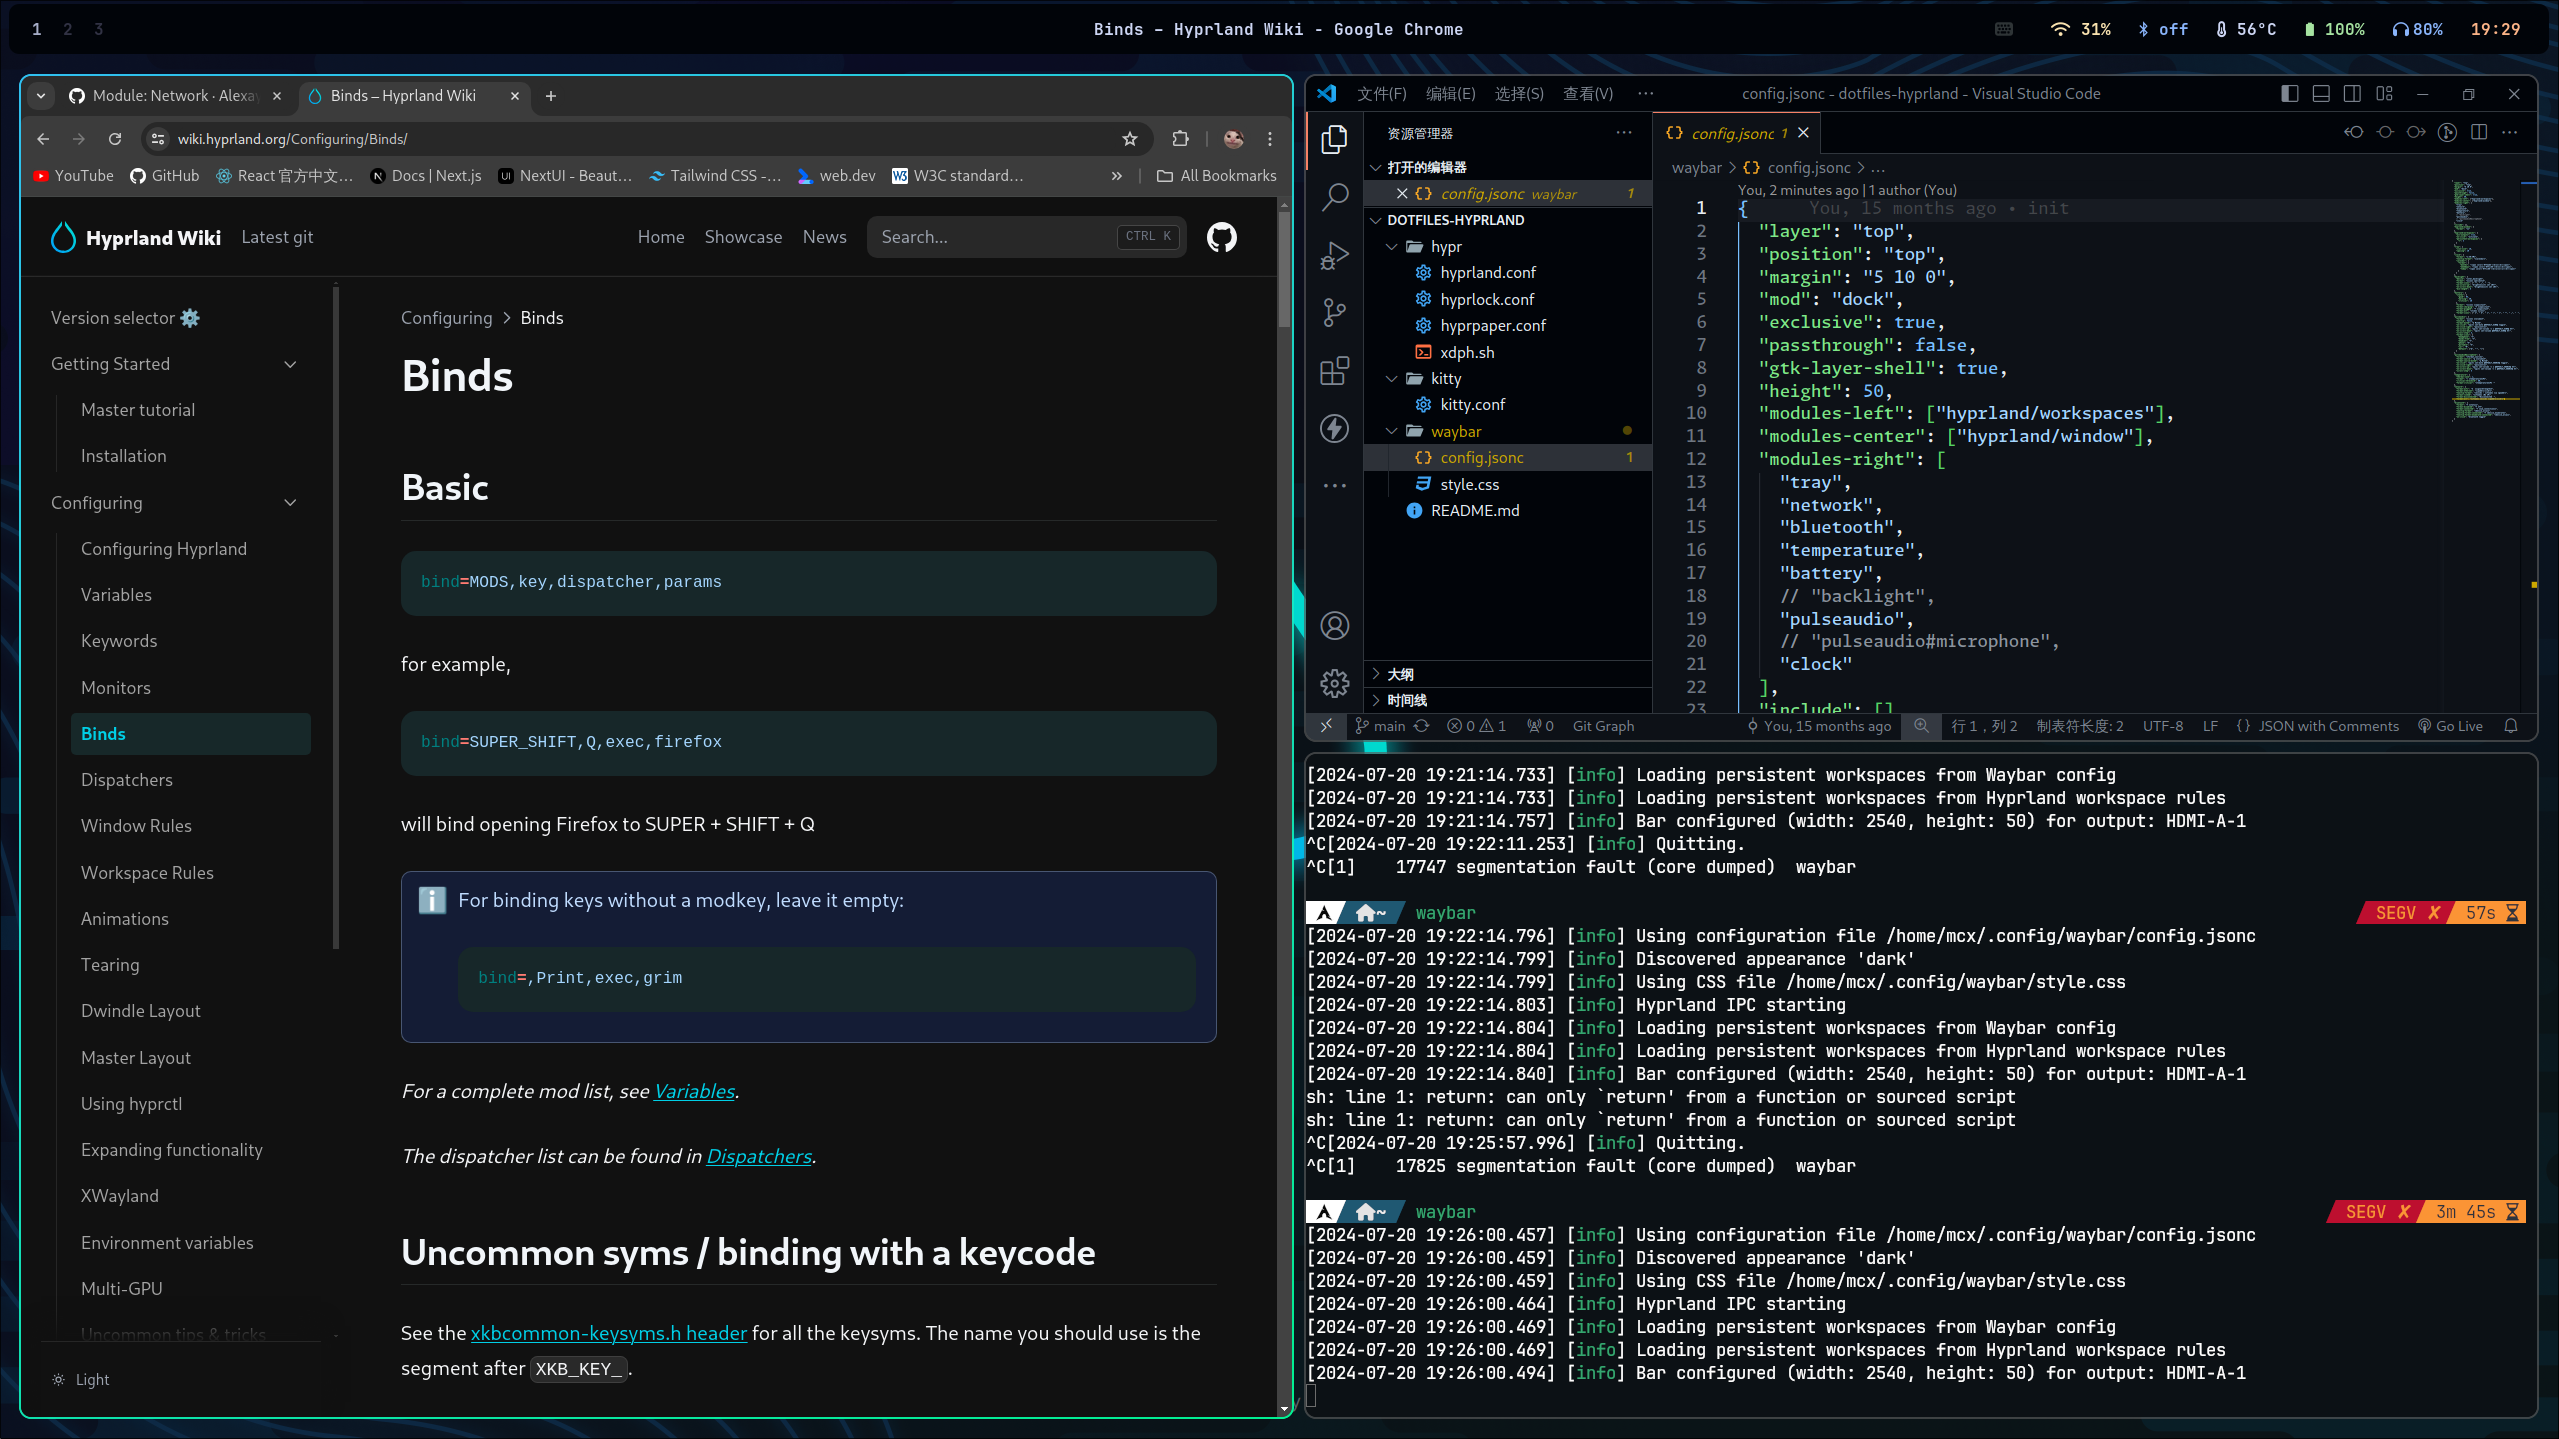 1 2 3
Binds – Hyprland Wiki - Google Chrome
31% off 56°C 100% 80% 19:29
Module: Network · Alexay
Binds – Hyprland Wiki
wiki.hyprland.org/Configuring/Binds/
YouTube GitHub React 官方中文… Docs | Next.js NextUI - Beaut… Tailwind CSS -… web.dev W3C standard… » All Bookmarks
Hyprland Wiki Latest git Home Showcase News Search... CTRL K
Version selector
Getting Started
Master tutorial
Installation
Configuring
Configuring Hyprland
Variables
Keywords
Monitors
Binds
Dispatchers
Window Rules
Workspace Rules
Animations
Tearing
Dwindle Layout
Master Layout
Using hyprctl
Expanding functionality
XWayland
Environment variables
Multi-GPU
Uncommon tips & tricks
Light
Configuring > Binds
Binds
Basic
bind=MODS,key,dispatcher,params
for example,
bind=SUPER_SHIFT,Q,exec,firefox
will bind opening Firefox to SUPER + SHIFT + Q
For binding keys without a modkey, leave it empty:
bind=,Print,exec,grim
For a complete mod list, see Variables.
The dispatcher list can be found in Dispatchers.
Uncommon syms / binding with a keycode
See the xkbcommon-keysyms.h header for all the keysyms. The name you should use is the
segment after XKB_KEY_.
文件(F) 编辑(E) 选择(S) 查看(V) ··· config.jsonc - dotfiles-hyprland - Visual Studio Code
资源管理器 ···
打开的编辑器
config.jsonc waybar 1
DOTFILES-HYPRLAND
hypr
hyprland.conf
hyprlock.conf
hyprpaper.conf
xdph.sh
kitty
kitty.conf
waybar
{} config.jsonc 1
style.css
README.md
大纲
时间线
{} config.jsonc 1
waybar > {} config.jsonc > ...
You, 2 minutes ago | 1 author (You)
1 { You, 15 months ago • init
2 "layer": "top",
3 "position": "top",
4 "margin": "5 10 0",
5 "mod": "dock",
6 "exclusive": true,
7 "passthrough": false,
8 "gtk-layer-shell": true,
9 "height": 50,
10 "modules-left": ["hyprland/workspaces"],
11 "modules-center": ["hyprland/window"],
12 "modules-right": [
13 "tray",
14 "network",
15 "bluetooth",
16 "temperature",
17 "battery",
18 // "backlight",
19 "pulseaudio",
20 // "pulseaudio#microphone",
21 "clock"
22 ],
23 "include": []
main 0 1 0 Git Graph You, 15 months ago 行 1，列 2 制表符长度: 2 UTF-8 LF {} JSON with Comments Go Live
[2024-07-20 19:21:14.733] [info] Loading persistent workspaces from Waybar config
[2024-07-20 19:21:14.733] [info] Loading persistent workspaces from Hyprland workspace rules
[2024-07-20 19:21:14.757] [info] Bar configured (width: 2540, height: 50) for output: HDMI-A-1
^C[2024-07-20 19:22:11.253] [info] Quitting.
^C[1]    17747 segmentation fault (core dumped)  waybar
~ waybar SEGV ✘ 57s
[2024-07-20 19:22:14.796] [info] Using configuration file /home/mcx/.config/waybar/config.jsonc
[2024-07-20 19:22:14.799] [info] Discovered appearance 'dark'
[2024-07-20 19:22:14.799] [info] Using CSS file /home/mcx/.config/waybar/style.css
[2024-07-20 19:22:14.803] [info] Hyprland IPC starting
[2024-07-20 19:22:14.804] [info] Loading persistent workspaces from Waybar config
[2024-07-20 19:22:14.804] [info] Loading persistent workspaces from Hyprland workspace rules
[2024-07-20 19:22:14.840] [info] Bar configured (width: 2540, height: 50) for output: HDMI-A-1
sh: line 1: return: can only `return' from a function or sourced script
sh: line 1: return: can only `return' from a function or sourced script
^C[2024-07-20 19:25:57.996] [info] Quitting.
^C[1]    17825 segmentation fault (core dumped)  waybar
~ waybar SEGV ✘ 3m 45s
[2024-07-20 19:26:00.457] [info] Using configuration file /home/mcx/.config/waybar/config.jsonc
[2024-07-20 19:26:00.459] [info] Discovered appearance 'dark'
[2024-07-20 19:26:00.459] [info] Using CSS file /home/mcx/.config/waybar/style.css
[2024-07-20 19:26:00.464] [info] Hyprland IPC starting
[2024-07-20 19:26:00.469] [info] Loading persistent workspaces from Waybar config
[2024-07-20 19:26:00.469] [info] Loading persistent workspaces from Hyprland workspace rules
[2024-07-20 19:26:00.494] [info] Bar configured (width: 2540, height: 50) for output: HDMI-A-1